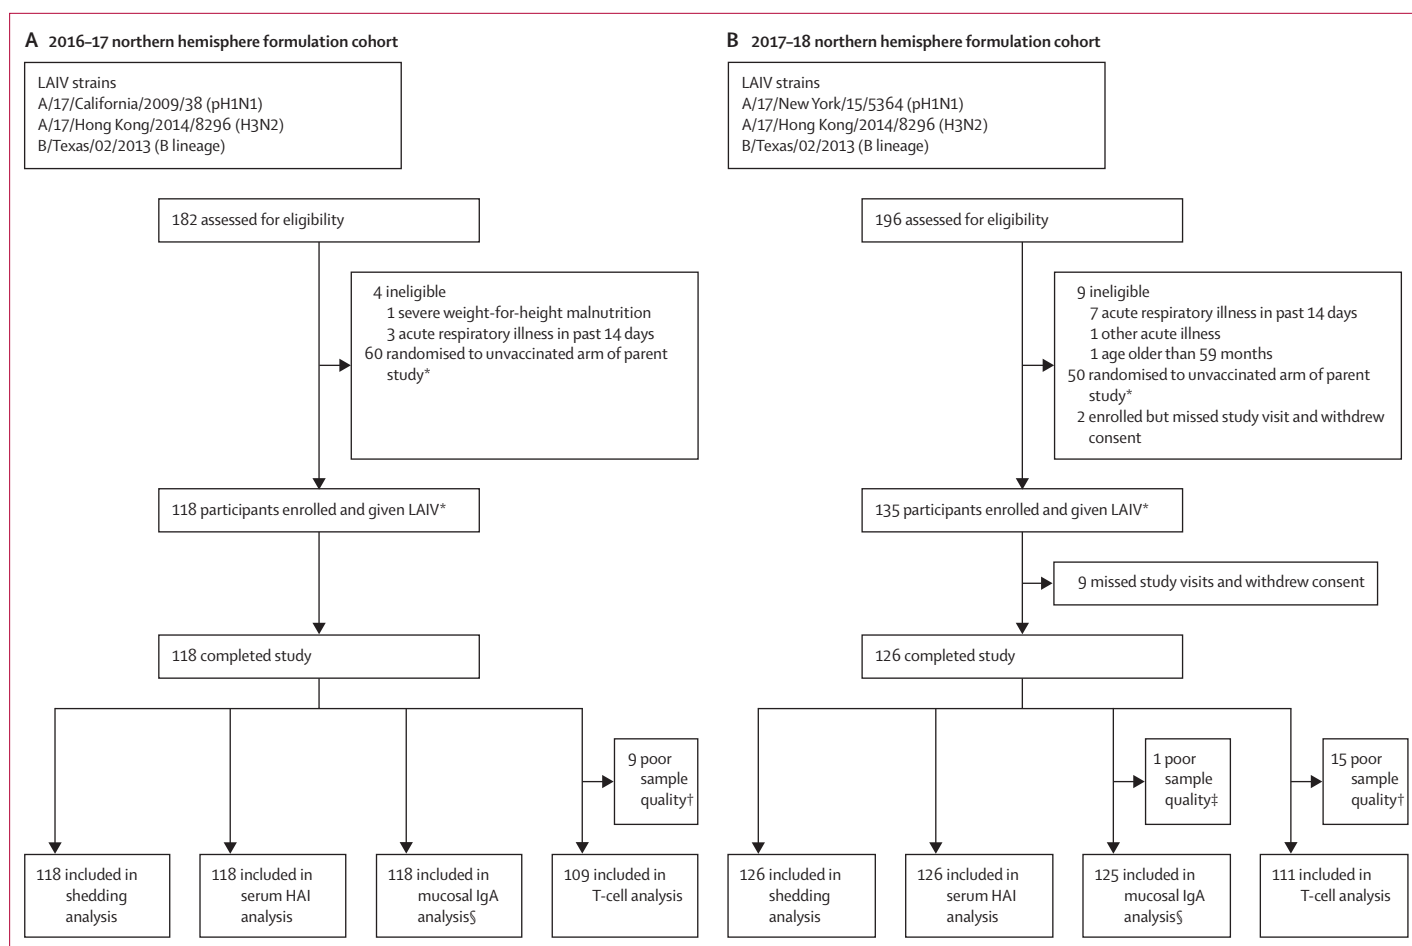 A 2016–17 northern hemisphere formulation cohort
LAIV strains
A/17/California/2009/38 (pH1N1)
A/17/Hong Kong/2014/8296 (H3N2)
B/Texas/02/2013 (B lineage)
182 assessed for eligibility
4 ineligible
1 severe weight-for-height malnutrition
3 acute respiratory illness in past 14 days
60 randomised to unvaccinated arm of parent
study*
118 participants enrolled and given LAIV*
118 completed study
9 poor
sample
quality†
118 included in
shedding
analysis
118 included in
serum HAI
analysis
118 included in
mucosal IgA
analysis§
109 included in
T-cell analysis
B 2017–18 northern hemisphere formulation cohort
LAIV strains
A/17/New York/15/5364 (pH1N1)
A/17/Hong Kong/2014/8296 (H3N2)
B/Texas/02/2013 (B lineage)
196 assessed for eligibility
9 ineligible
7 acute respiratory illness in past 14 days
1 other acute illness
1 age older than 59 months
50 randomised to unvaccinated arm of parent
study*
2 enrolled but missed study visit and withdrew
consent
135 participants enrolled and given LAIV*
9 missed study visits and withdrew consent
126 completed study
1 poor
sample
quality‡
15 poor
sample
quality†
126 included in
shedding
analysis
126 included in
serum HAI
analysis
125 included in
mucosal IgA
analysis§
111 included in
T-cell analysis